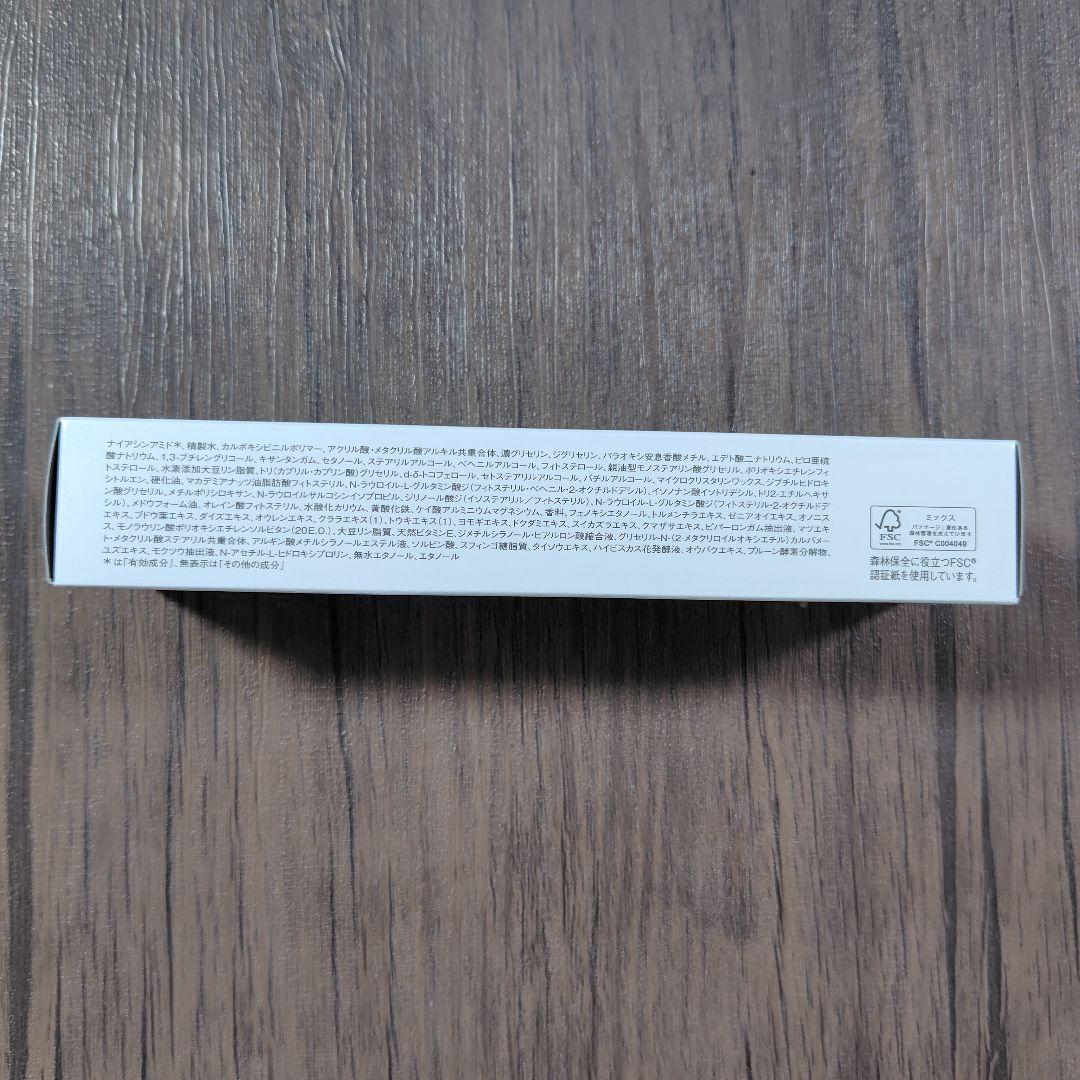 ナイアシンアミド＊、精製水、カルボキシビニルポリマー、アクリル酸・メタクリル酸アルキル共重合体、濃グリセリン、ジグリセリン、パラオキシ安息香酸メチル、エデト酸二ナトリウム、ピロ亜硫
酸ナトリウム、1,3-ブチレングリコール、キサンタンガム、セタノール、ステアリルアルコール、ベヘニルアルコール、フィトステロール、親油型モノステアリン酸グリセリル、ポリオキシエチレンフィ
トステロール、水素添加大豆リン脂質、トリ(カプリル・カプリン酸)グリセリル、d-δ-トコフェロール、セトステアリルアルコール、バチルアルコール、マイクロクリスタリンワックス、ジブチルヒドロキ
シトルエン、硬化油、マカデミアナッツ油脂肪酸フィトステリル、N-ラウロイル-L-グルタミン酸ジ(フィトステリル・ベヘニル・2-オクチルドデシル)、イソノナン酸イソトリデシル、トリ2-エチルヘキサ
ン酸グリセリル、メチルポリシロキサン、N-ラウロイルサルコシンイソプロピル、ジリノール酸ジ(イソステアリル／フィトステリル)、N-ラウロイル-L-グルタミン酸ジ(フィトステリル・2-オクチルドデ
シル)、メドウフォーム油、オレイン酸フィトステリル、水酸化カリウム、黄酸化鉄、ケイ酸アルミニウムマグネシウム、香料、フェノキシエタノール、トルメンチラエキス、ゼニアオイエキス、オノニス
エキス、ブドウ葉エキス、ダイズエキス、オウレンエキス、クララエキス(1)、トウキエキス(1)、ヨモギエキス、ドクダミエキス、スイカズラエキス、クマザサエキス、ビバーロンガム抽出液、マツエキ
ス、モノラウリン酸ポリオキシエチレンソルビタン(20E.O.)、大豆リン脂質、天然ビタミンE、ジメチルシラノール・ヒアルロン酸縮合液、グリセリル-N-(2-メタクリロイルオキシエチル)カルバメー
ト・メタクリル酸ステアリル共重合体、アルギン酸メチルシラノールエステル液、ソルビン酸、スフィンゴ糖脂質、タイソウエキス、ハイビスカス花発酵液、オウバクエキス、プルーン酵素分解物、
ユズエキス、モクツウ抽出液、N-アセチル-L-ヒドロキシプロリン、無水エタノール、エタノール
＊は「有効成分」、無表示は「その他の成分」
FSC
www.fsc.org
ミックス
パッケージ｜責任ある
森林管理を支えています
FSC® C004049
森林保全に役立つFSC®
認証紙を使用しています。